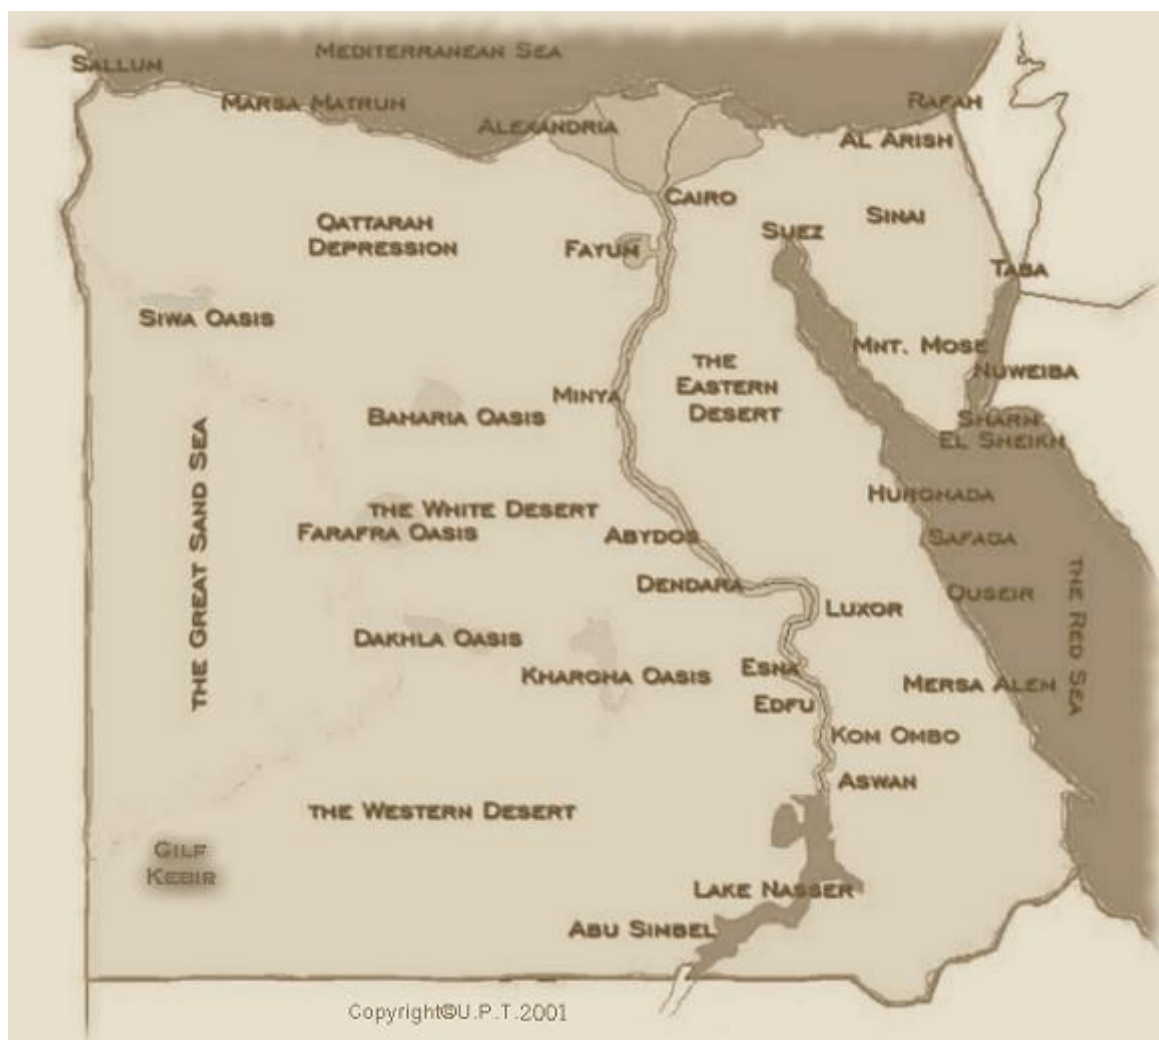 MEDITERRANEAN SEA
SALLUM
MARSA MATRUH
RAFAH
ALEXANDRIA
AL ARISH
CAIRO
SINAI
QATTARAH
DEPRESSION
SUEZ
FAYUM
TABA
SIWA OASIS
MNT. MOSE
NUWEIBA
THE
EASTERN
DESERT
MINYA
BAHARIA OASIS
SHARM
EL SHEIKH
THE GREAT SAND SEA
HURGHADA
THE WHITE DESERT
FARAFRA OASIS
ABYDOS
SAFAGA
THE RED SEA
DENDARA
QUSEIR
LUXOR
DAKHLA OASIS
KHARGHA OASIS
ESNA
MERSA ALEM
EDFU
KOM OMBO
ASWAN
THE WESTERN DESERT
GILF
KEBIR
LAKE NASSER
ABU SIMBEL
Copyright©U.P.T.2001